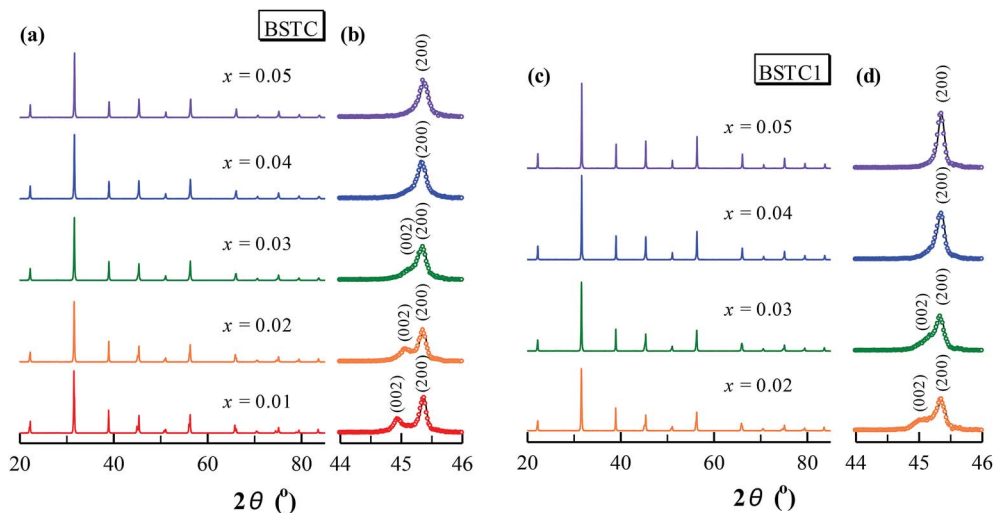 (a)
BSTC
x = 0.05
x = 0.04
x = 0.03
x = 0.02
x = 0.01
20 40 60 80
2θ (º)
(b)
(200)
(200)
(002)
(200)
(002)
(200)
(002)
(200)
44 45 46
(c)
BSTC1
x = 0.05
x = 0.04
x = 0.03
x = 0.02
20 40 60 80
2θ (º)
(d)
(200)
(200)
(002)
(200)
(002)
(200)
44 45 46